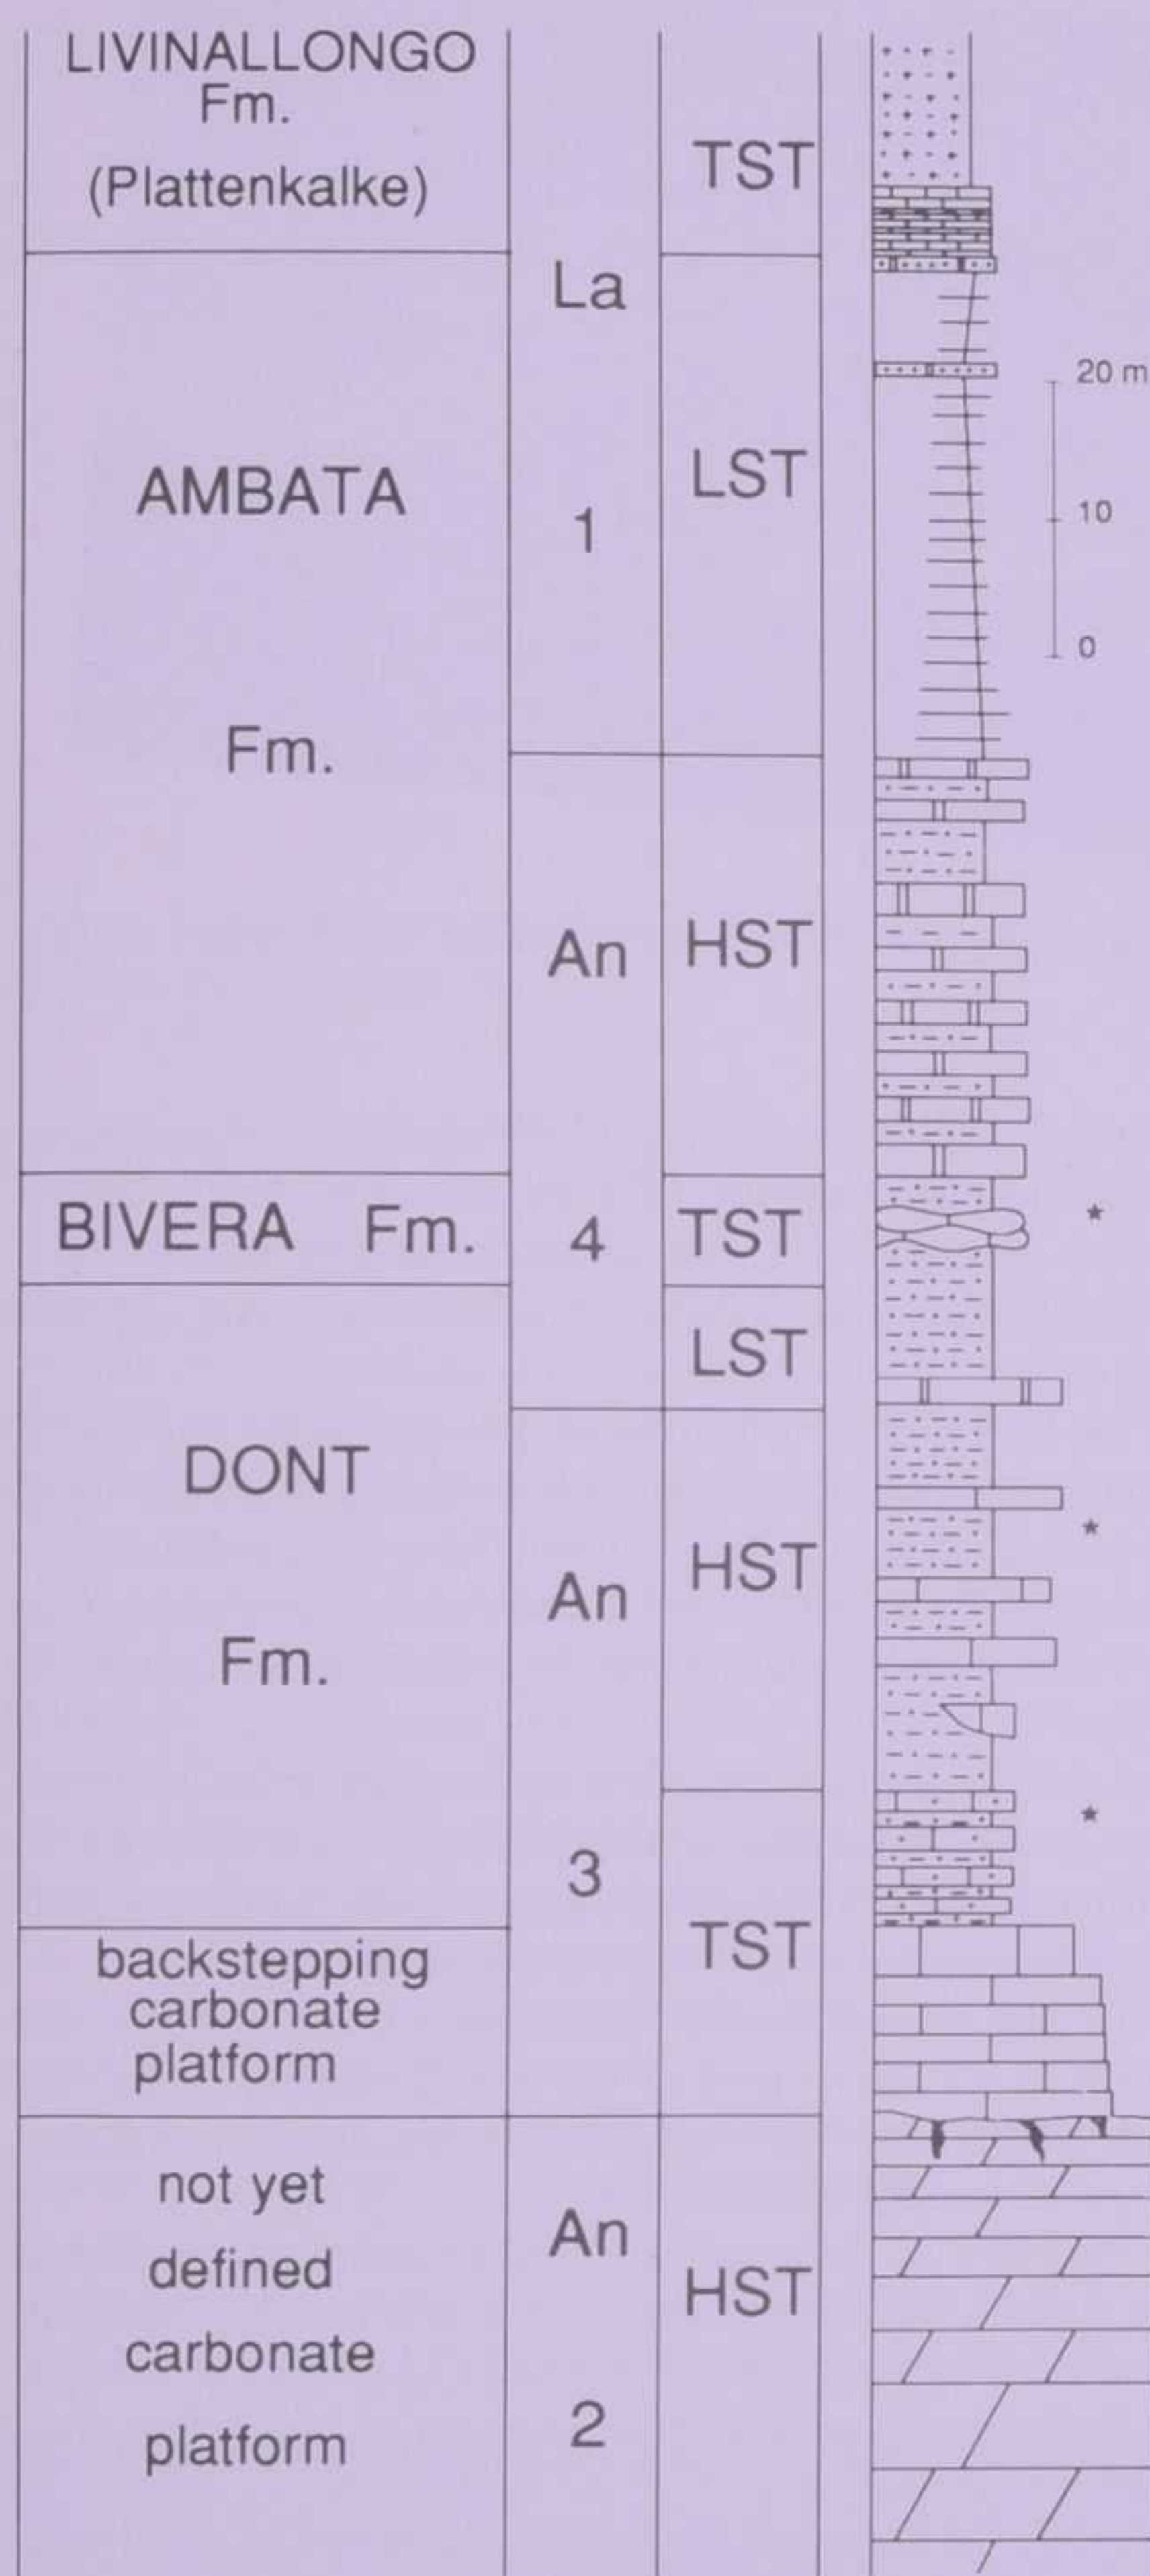 LIVINALLONGO
Fm.
(Plattenkalke)
TST
La
20 m
AMBATA
LST
10
1
0
Fm.
An
HST
BIVERA Fm.
4
TST
LST
DONT
HST
An
Fm.
3
TST
backstepping
carbonate
platform
not yet
An
defined
HST
carbonate
2
platform